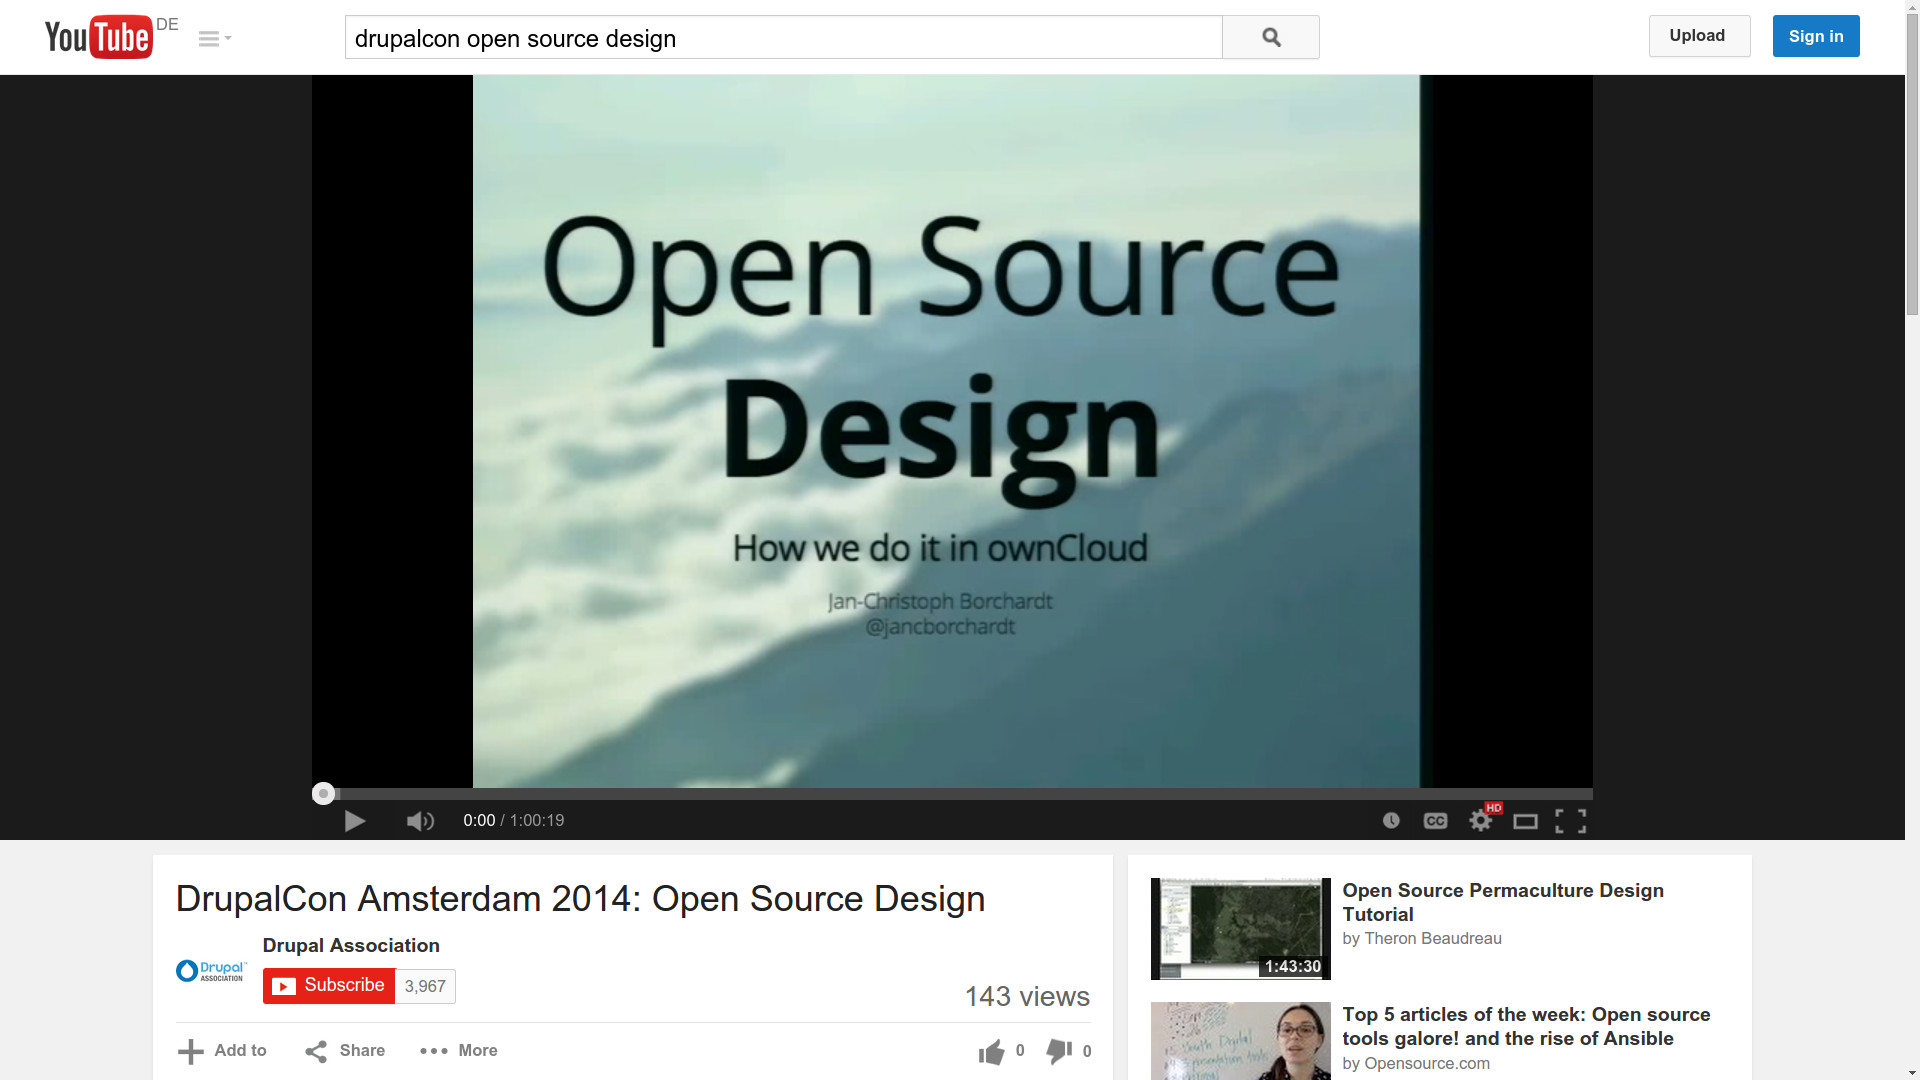 YouTube DE
drupalcon open source design
Upload
Sign in
Open Source
Design
How we do it in ownCloud
Jan-Christoph Borchardt
@jancborchardt
0:00 / 1:00:19
CC
HD
DrupalCon Amsterdam 2014: Open Source Design
Drupal Association
Drupal™
ASSOCIATION
Subscribe
3,967
143 views
Add to
Share
More
0
0
1:43:30
Open Source Permaculture Design
Tutorial
by Theron Beaudreau
Top 5 articles of the week: Open source
tools galore! and the rise of Ansible
by Opensource.com